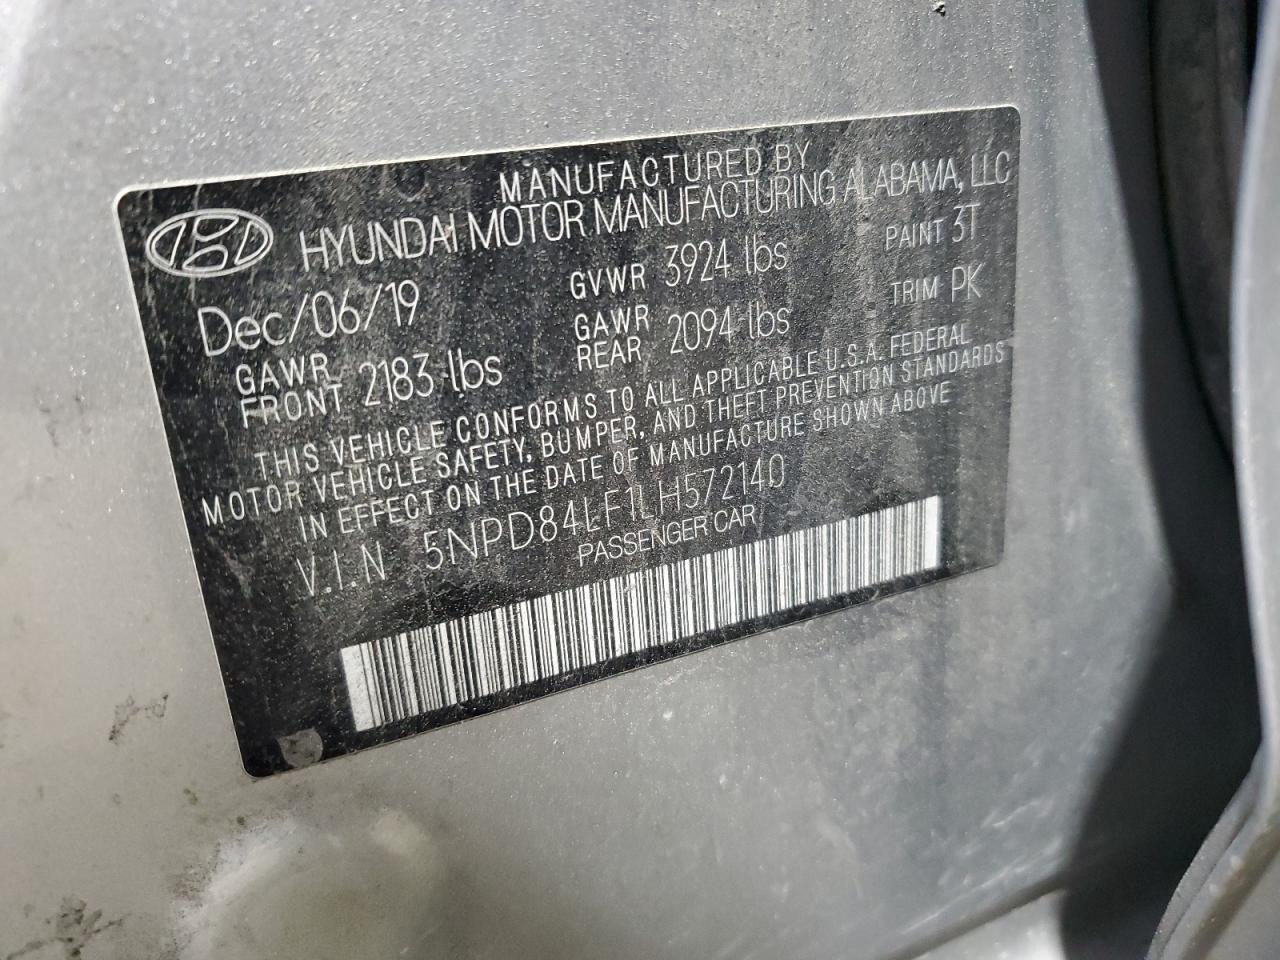 MANUFACTURED BY
HYUNDAI MOTOR MANUFACTURING ALABAMA, LLC
Dec/06/19 GVWR 3924 lbs PAINT 3T
GAWR FRONT 2183 lbs GAWR REAR 2094 lbs TRIM PK
THIS VEHICLE CONFORMS TO ALL APPLICABLE U.S.A. FEDERAL
MOTOR VEHICLE SAFETY, BUMPER, AND THEFT PREVENTION STANDARDS
IN EFFECT ON THE DATE OF MANUFACTURE SHOWN ABOVE
V.I.N 5NPD84LF1LH572140
PASSENGER CAR